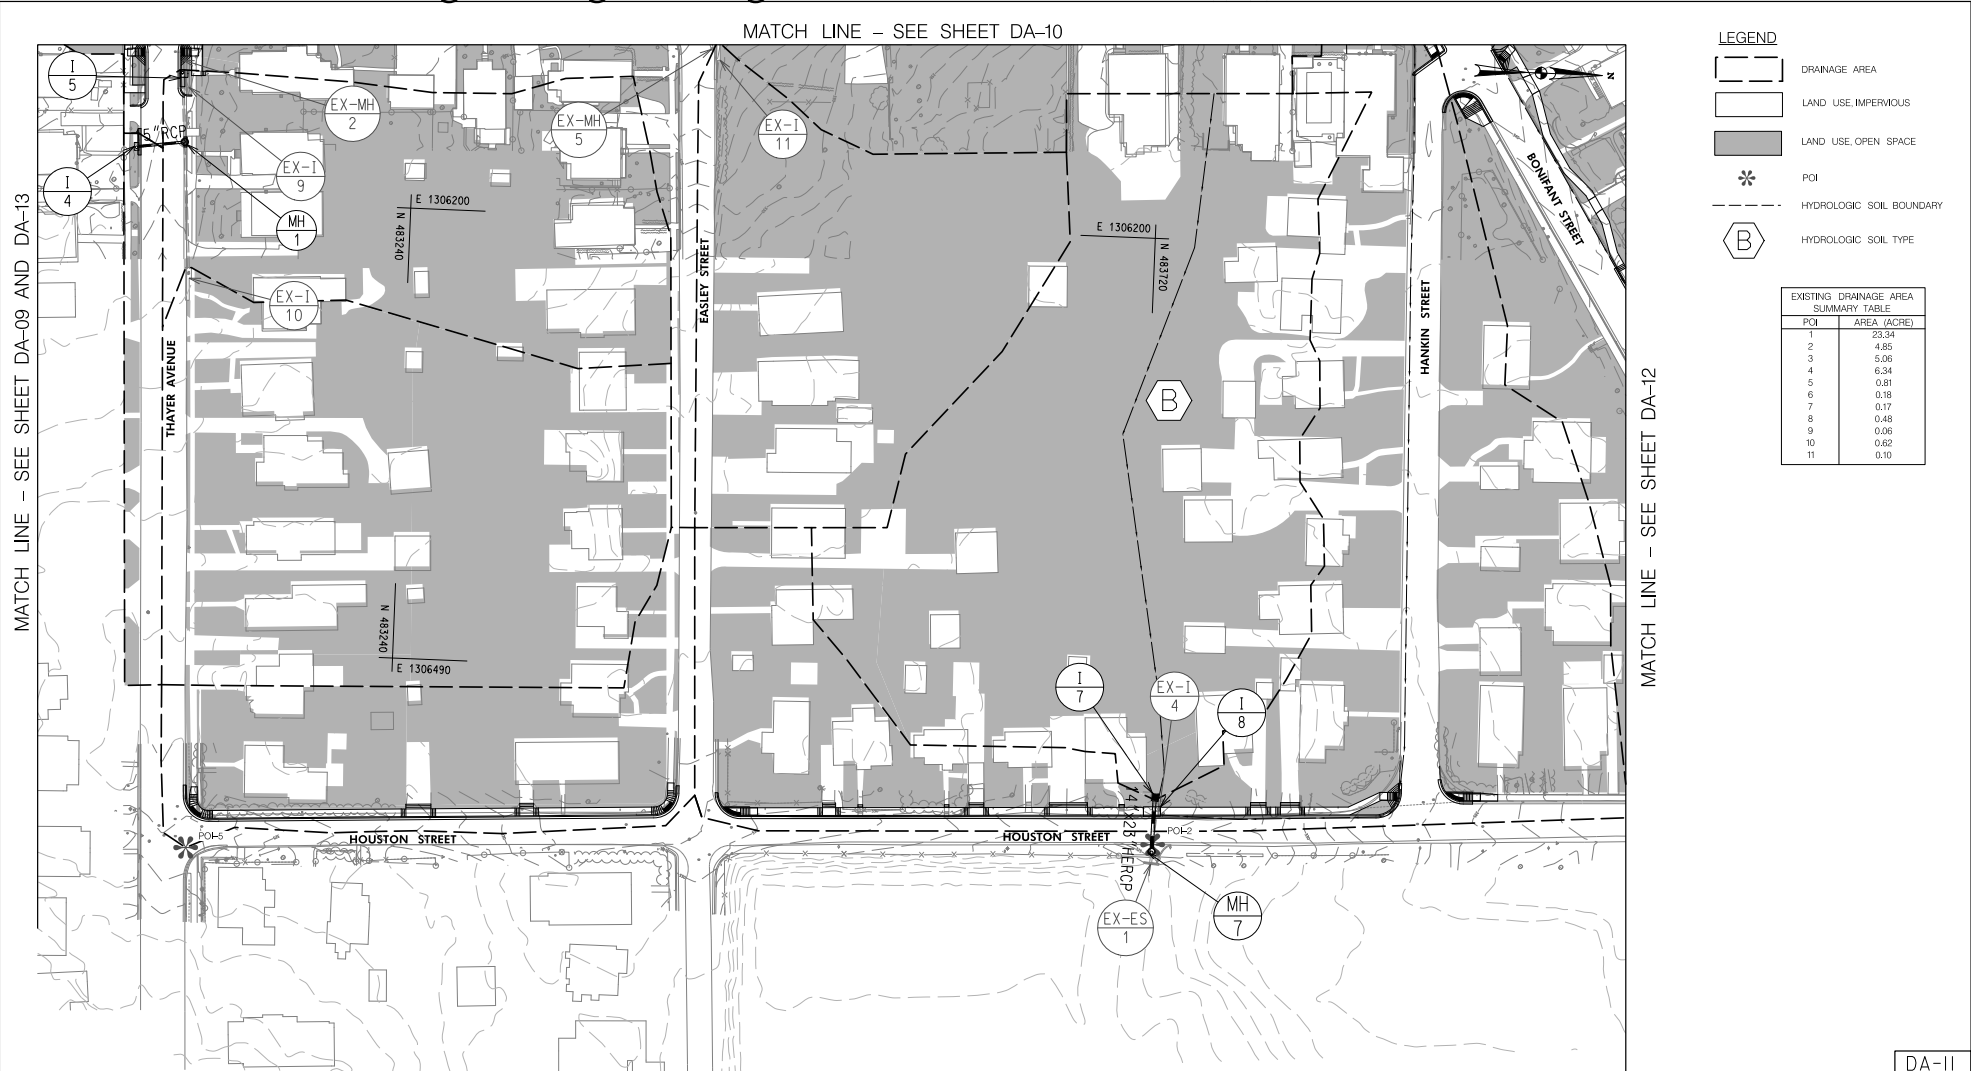 MATCH LINE – SEE SHEET DA–10
MATCH LINE – SEE SHEET DA–09 AND DA–13
MATCH LINE – SEE SHEET DA–12
I
5
I
4
EX-MH
2
EX-I
9
MH
1
EX-I
10
EX-MH
5
EX-I
11
5"RCP
E 1306200
N 483240
E 1306200
N 483720
N 483240
E 1306490
THAYER AVENUE
EASLEY STREET
HANKIN STREET
BONIFANT STREET
B
I
7
EX-I
4
I
8
POI-5
HOUSTON STREET
HOUSTON STREET
POI-2
14"X23"HERCP
EX-ES
1
MH
7
N
LEGEND
DRAINAGE AREA
LAND USE, IMPERVIOUS
LAND USE, OPEN SPACE
POI
HYDROLOGIC SOIL BOUNDARY
B
HYDROLOGIC SOIL TYPE
EXISTING DRAINAGE AREA
SUMMARY TABLE
POI AREA (ACRE)
1 23.34
2 4.85
3 5.06
4 6.34
5 0.81
6 0.18
7 0.17
8 0.48
9 0.06
10 0.62
11 0.10
DA-11